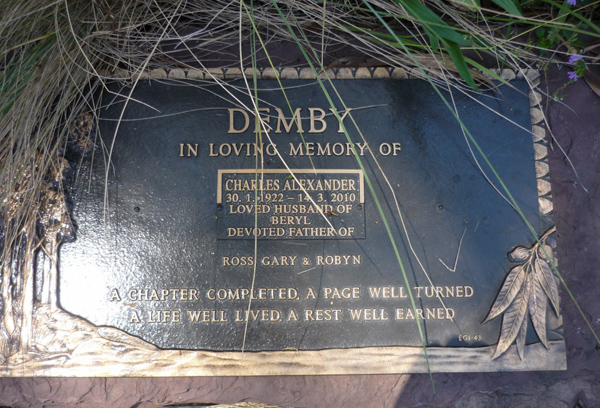 DEMBY
IN LOVING MEMORY OF
CHARLES ALEXANDER
30. 1. 1922 – 14. 3. 2010
LOVED HUSBAND OF
BERYL
DEVOTED FATHER OF
ROSS, GARY & ROBYN
A CHAPTER COMPLETED, A PAGE WELL TURNED
A LIFE WELL LIVED, A REST WELL EARNED